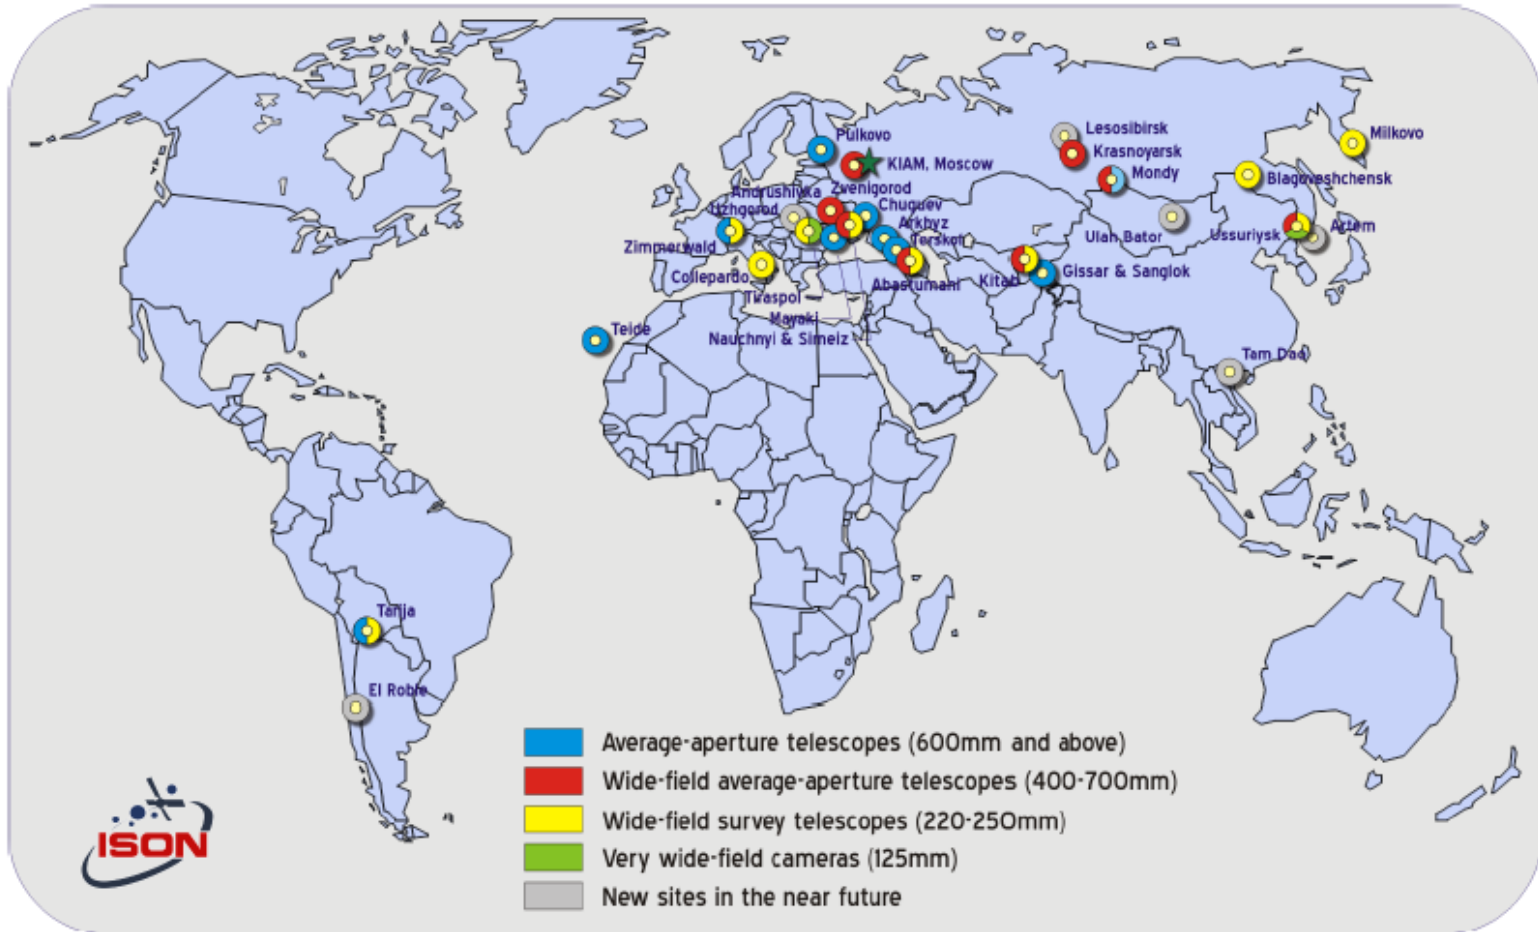 Pulkovo
Lesosibirsk
Milkovo
Krasnoyarsk
KIAM, Moscow
Mondy
Blagoveshchensk
Zvenigorod
Andrushivka
Uzhgorod
Chuguev
Arkhyz
Artem
Ussuriysk
Ulah Bator
Terskol
Zimmerwald
Collepardo
Gissar & Sanglok
Kitab
Abastumani
Tiraspol
Mayaki
Nauchnyi & Simeiz
Teide
Tam Dao
Tarija
El Roble
Average-aperture telescopes (600mm and above)
Wide-field average-aperture telescopes (400-700mm)
Wide-field survey telescopes (220-250mm)
Very wide-field cameras (125mm)
New sites in the near future
ISON